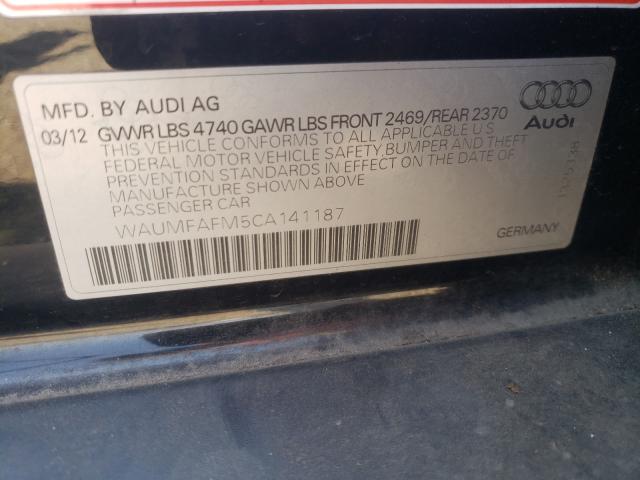 MFD. BY AUDI AG
03/12 GVWR LBS 4740 GAWR LBS FRONT 2469/REAR 2370
THIS VEHICLE CONFORMS TO ALL APPLICABLE U.S.
FEDERAL MOTOR VEHICLE SAFETY, BUMPER AND THEFT
PREVENTION STANDARDS IN EFFECT ON THE DATE OF
MANUFACTURE SHOWN ABOVE
PASSENGER CAR
WAUMFAFM5CA141187
Audi
GERMANY